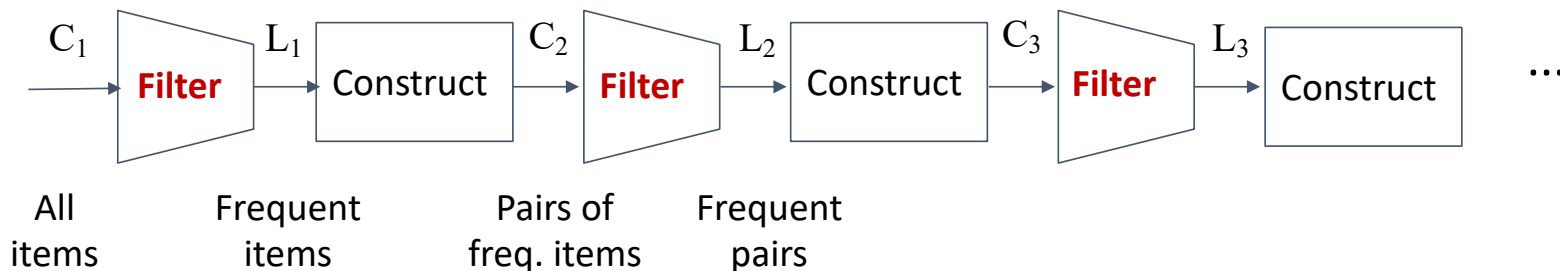 C₁ Filter L₁ Construct C₂ Filter L₂ Construct C₃ Filter L₃ Construct ...
All items
Frequent items
Pairs of freq. items
Frequent pairs